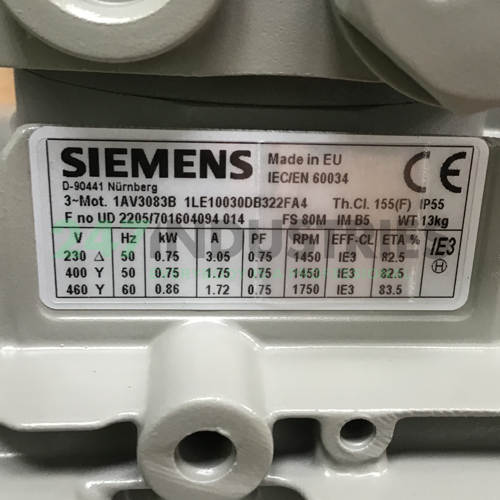 SIEMENS
Made in EU
IEC/EN 60034
CE
D-90441 Nürnberg
3~Mot. 1AV3083B 1LE10030DB322FA4 Th.Cl. 155(F) IP55
F no UD 2205/701604094 014 FS 80M IM B5 WT 13kg
V Hz kW A PF RPM EFF-CL ETA %
230 Δ 50 0.75 3.05 0.75 1450 IE3 82.5
400 Y 50 0.75 1.75 0.75 1450 IE3 82.5
460 Y 60 0.86 1.72 0.75 1750 IE3 83.5
IE3
H
247INDUSTRIES